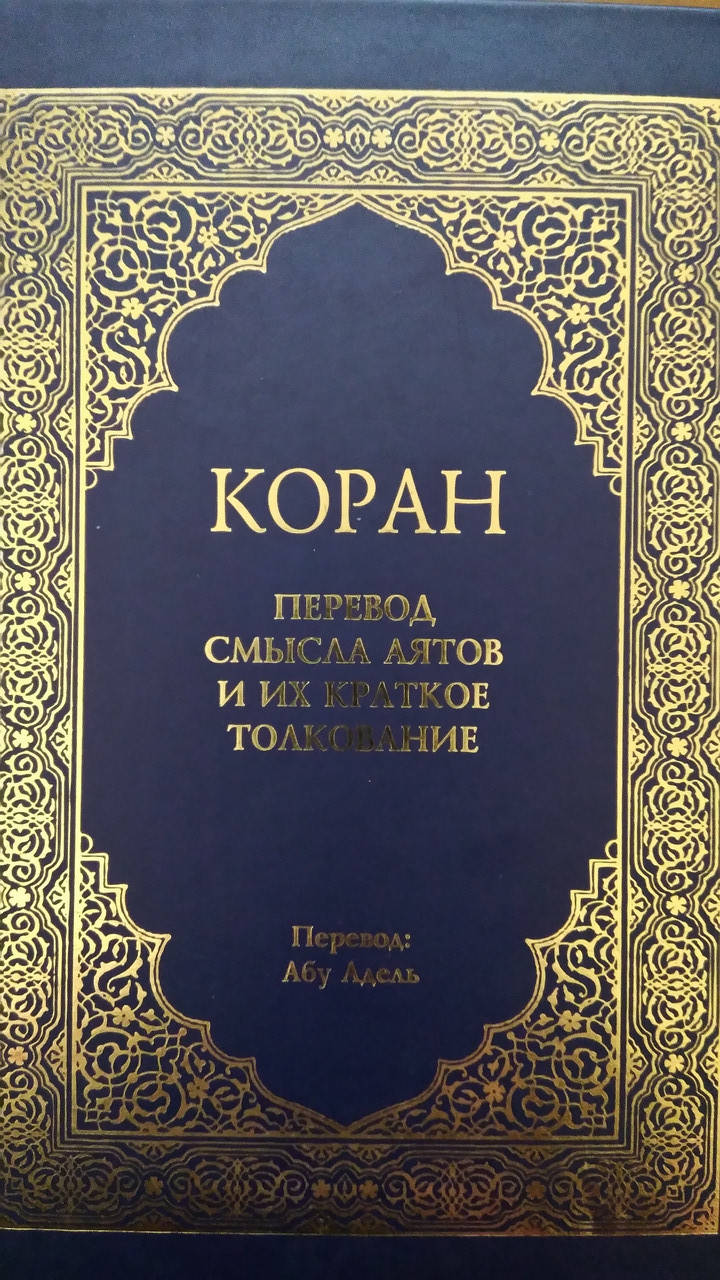 КОРАН
ПЕРЕВОД
СМЫСЛА АЯТОВ
И ИХ КРАТКОЕ
ТОЛКОВАНИЕ
Перевод:
Абу Адель